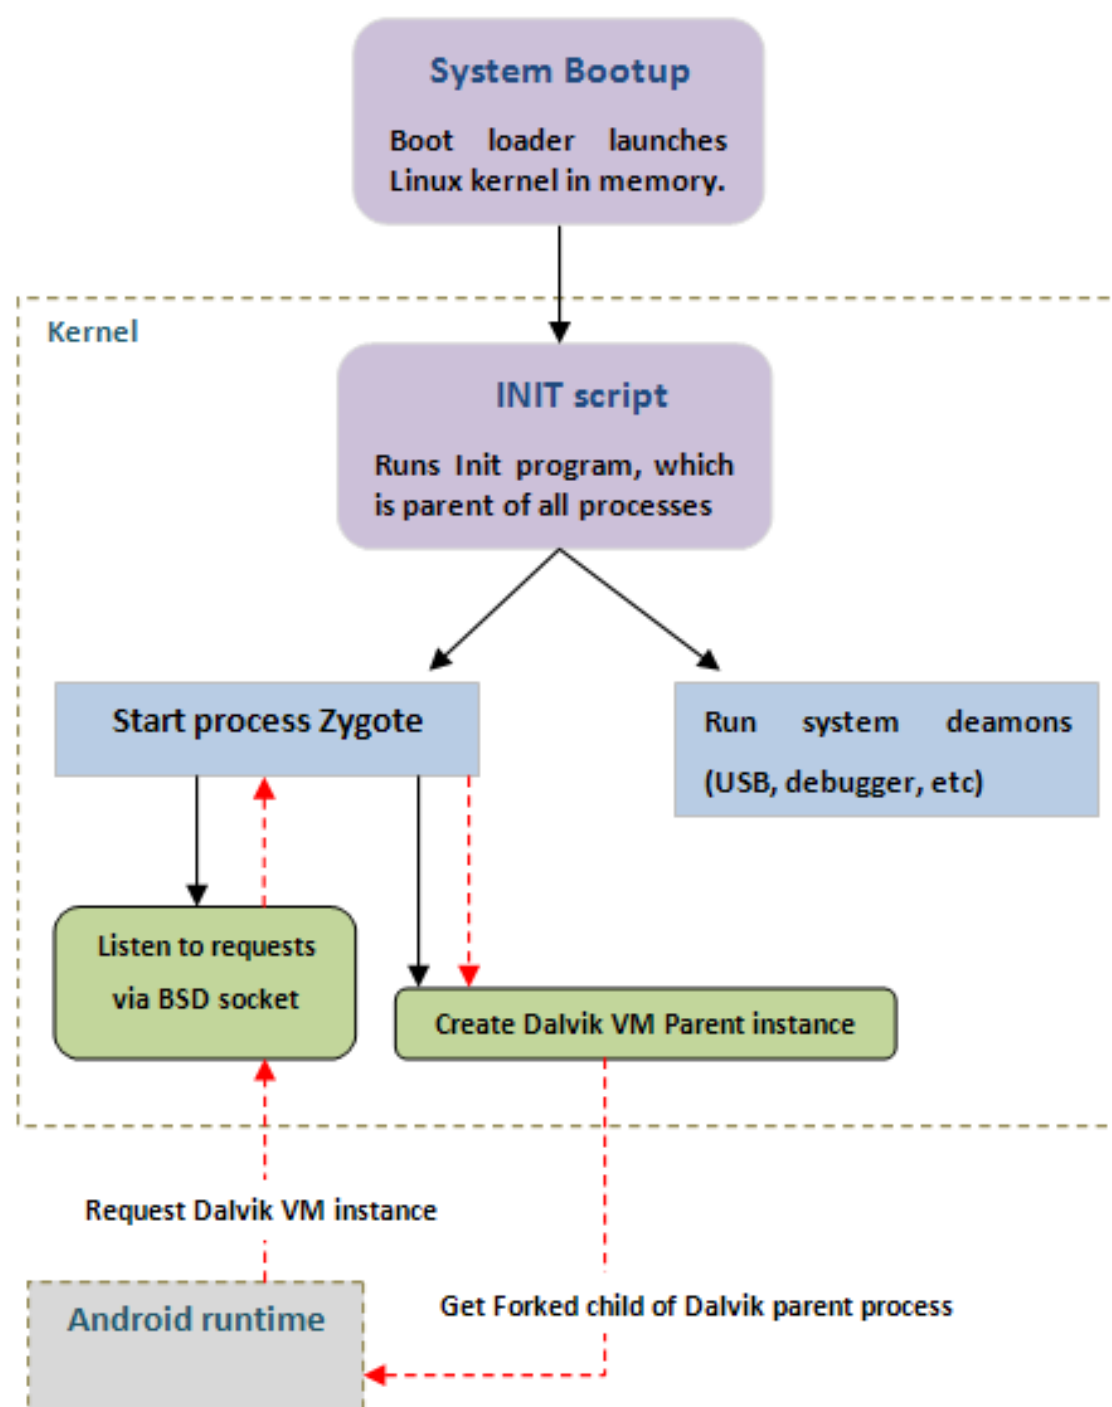 System Bootup
Boot loader launches
Linux kernel in memory.
Kernel
INIT script
Runs Init program, which
is parent of all processes
Start process Zygote
Run system deamons
(USB, debugger, etc)
Listen to requests
via BSD socket
Create Dalvik VM Parent instance
Request Dalvik VM instance
Get Forked child of Dalvik parent process
Android runtime